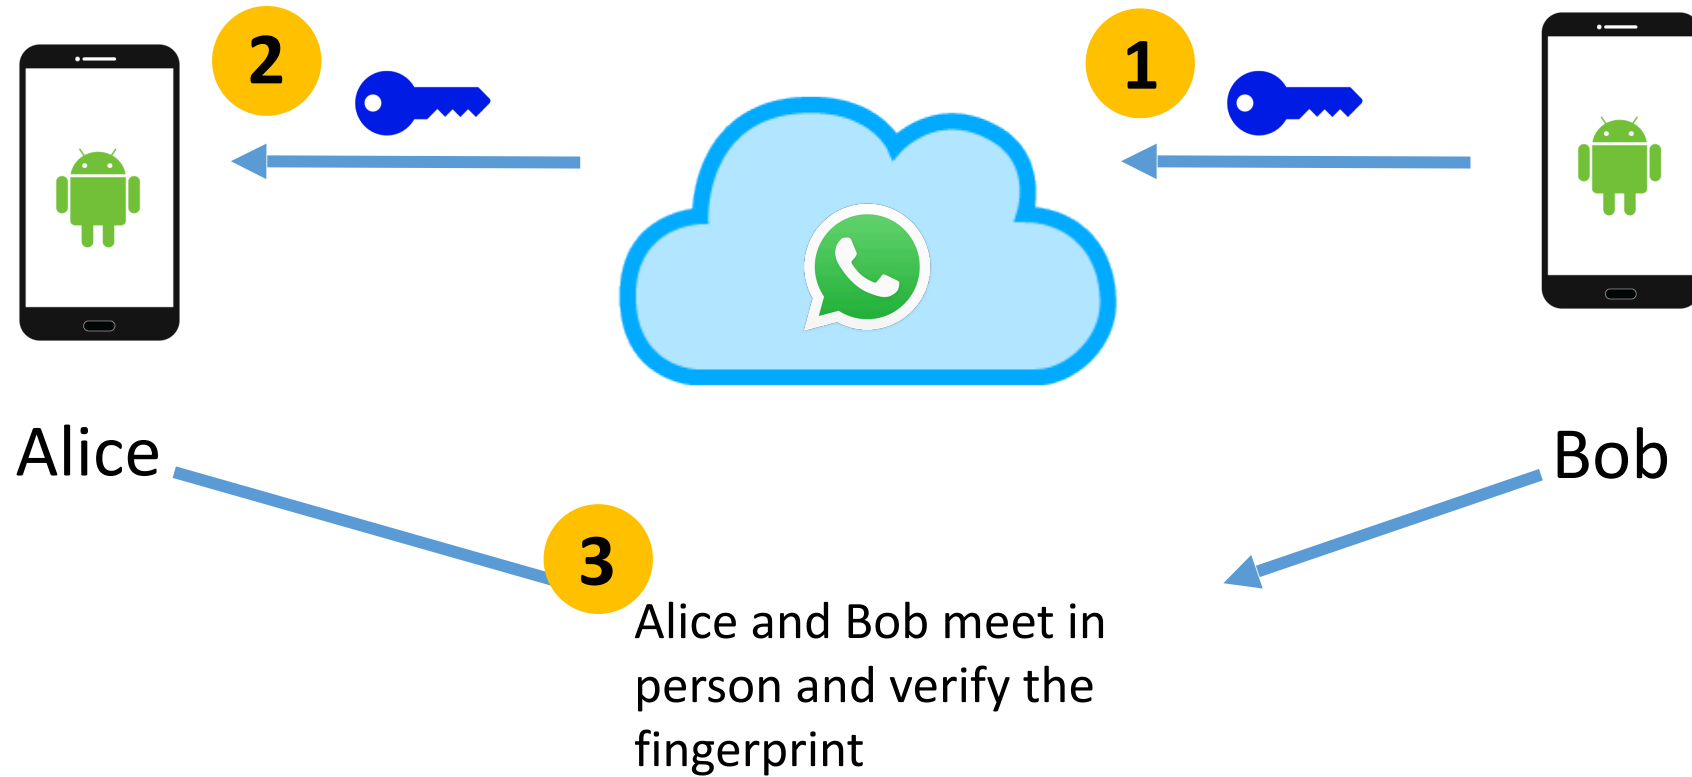 2
1
Alice
Bob
3
Alice and Bob meet in
person and verify the
fingerprint